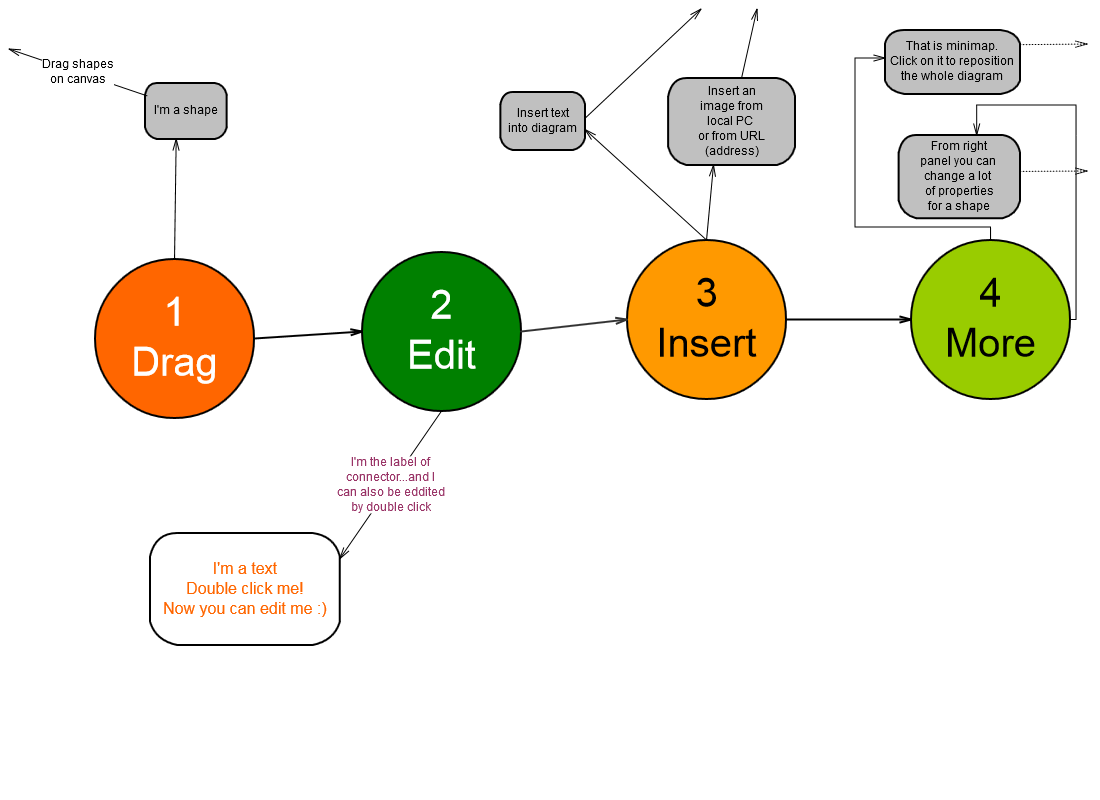 Drag shapes
on canvas
I'm a shape
Insert text
into diagram
Insert an
image from
local PC
or from URL
(address)
That is minimap.
Click on it to reposition
the whole diagram
From right
panel you can
change a lot
of properties
for a shape
1
Drag
2
Edit
3
Insert
4
More
I'm the label of
connector...and I
can also be eddited
by double click
I'm a text
Double click me!
Now you can edit me :)